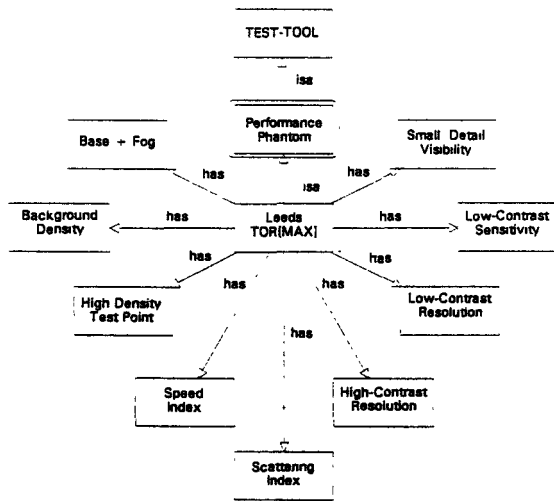 TEST-TOOL
isa
Performance
Phantom
Base + Fog
Small Detail
Visibility
has
isa
has
Background
Density
has
Leeds
TOR[MAX]
has
Low-Contrast
Sensitivity
has
has
has
has
High Density
Test Point
Low-Contrast
Resolution
has
Speed
Index
High-Contrast
Resolution
Scattering
Index